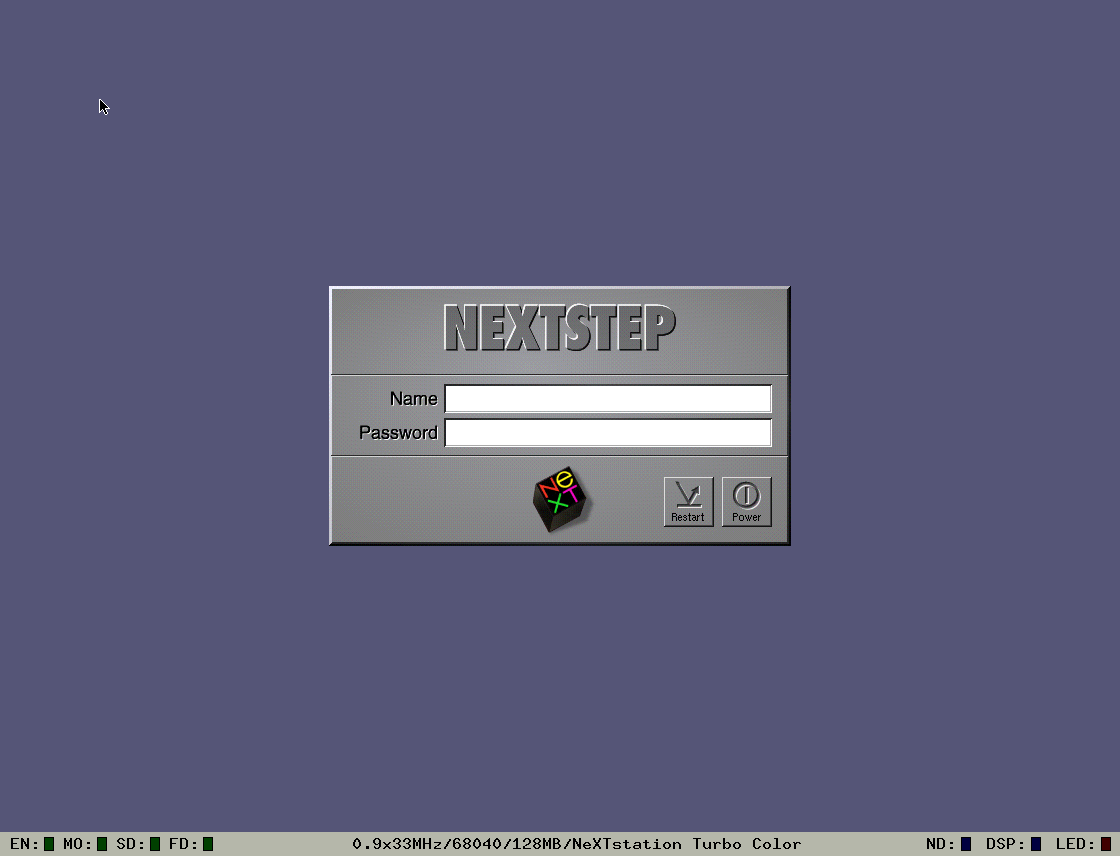 NEXTSTEP
Name
Password
NeXT
Restart Power
EN: MO: SD: FD: 0.9x33MHz/68040/128MB/NeXTstation Turbo Color ND: DSP: LED: